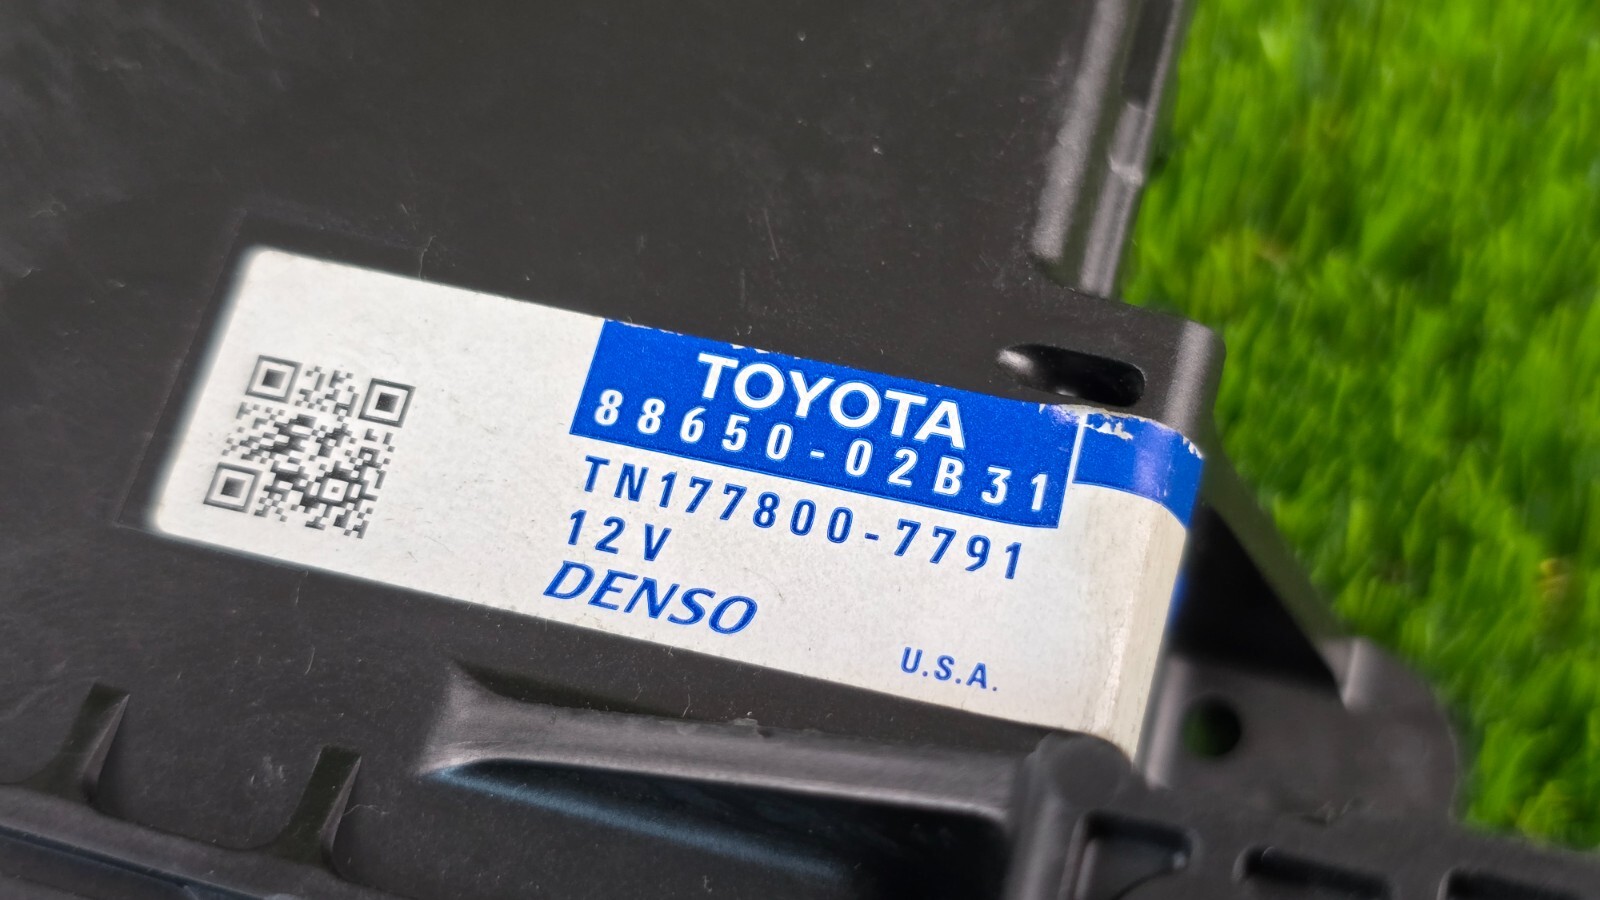 TOYOTA
88650-02B31
TN177800-7791
12V
DENSO
U.S.A.